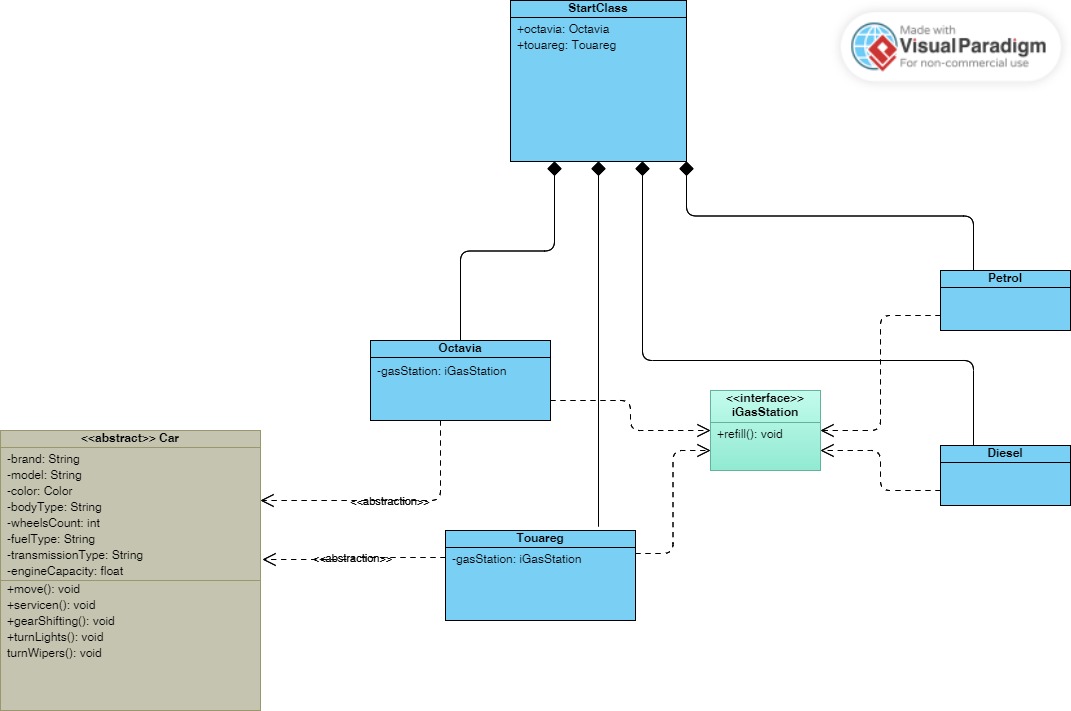 StartClass
+octavia: Octavia
+touareg: Touareg
Made with
Visual Paradigm
For non-commercial use
Petrol
Octavia
-gasStation: iGasStation
<<interface>>
iGasStation
+refill(): void
Diesel
<<abstract>> Car
-brand: String
-model: String
-color: Color
-bodyType: String
-wheelsCount: int
-fuelType: String
-transmissionType: String
-engineCapacity: float
+move(): void
+servicen(): void
+gearShifting(): void
+turnLights(): void
turnWipers(): void
<<abstraction>>
<<abstraction>>
Touareg
-gasStation: iGasStation